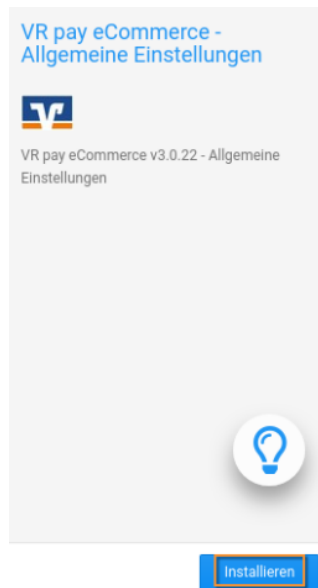 VR pay eCommerce -
Allgemeine Einstellungen
VR pay eCommerce v3.0.22 - Allgemeine
Einstellungen
Installieren